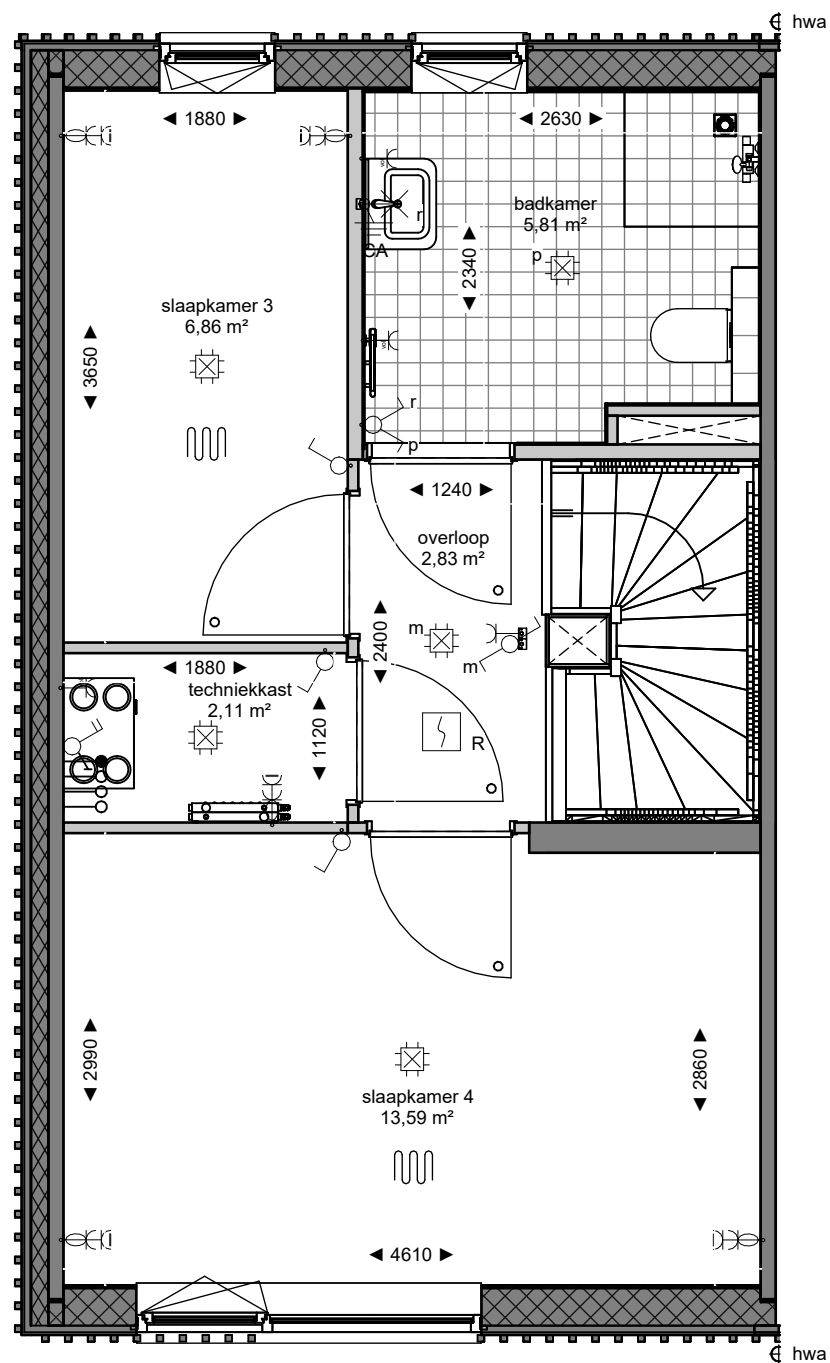 hwa
◄ 1880 ►
◄ 2630 ►
badkamer
5,81 m²
r
CA
◄ 2340 ►
p
slaapkamer 3
6,86 m²
◄ 3650 ►
r
p
◄ 1240 ►
overloop
2,83 m²
m
◄ 2400 ►
m
◄ 1880 ►
techniekkast
2,11 m²
◄ 1120 ►
R
◄ 2990 ►
◄ 2860 ►
slaapkamer 4
13,59 m²
◄ 4610 ►
hwa